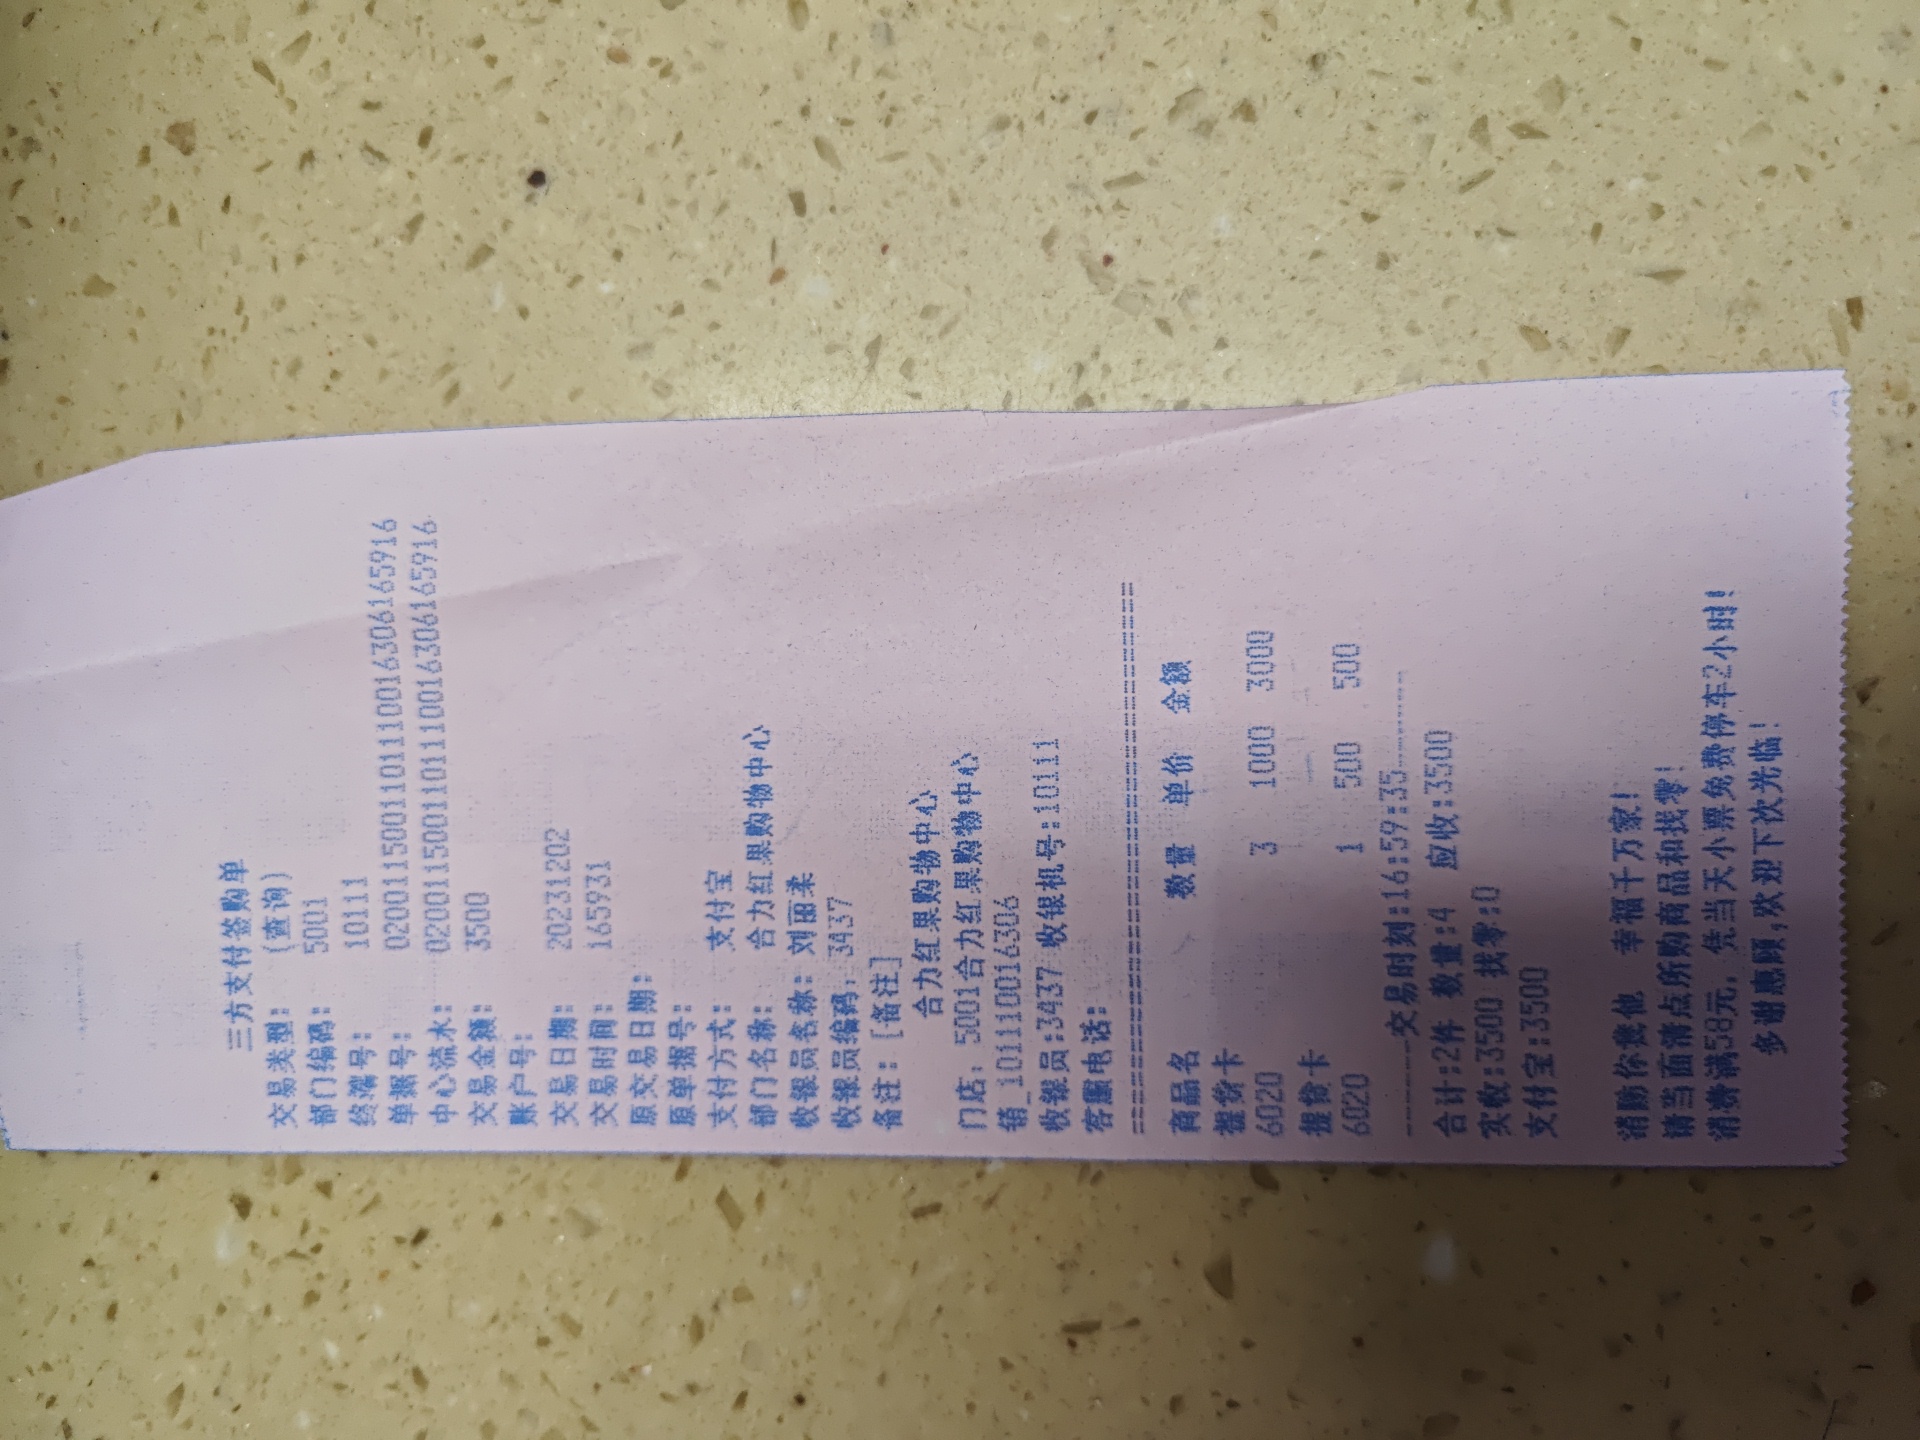 三方支付签购单
交易类型: (查询)
部门编码: 5001
终端号: 10111
单据号: 0200115001101110016306165916
中心流水: 0200115001101110016306165916
交易金额: 3500
账户号:
交易日期: 20231202
交易时间: 165931
原交易日期:
原单据号:
支付方式: 支付宝
部门名称: 合力红果购物中心
收银员名称: 刘丽柔
收银员编码: 3437
备注: [备注]
合力红果购物中心
门店: 5001合力红果购物中心
销_101110016306
收银员:3437 收银机号:10111
客服电话:
================================
商品名 数量 单价 金额
提货卡
6020 3 1000 3000
提货卡
6020 1 500 500
------交易时刻:16:59:35------
合计:2件 数量:4 应收:3500
实收:3500 找零:0
支付宝:3500
消防你我他 幸福千万家!
请当面清点所购商品和找零!
消费满58元, 凭当天小票免费停车2小时!
多谢惠顾,欢迎下次光临!